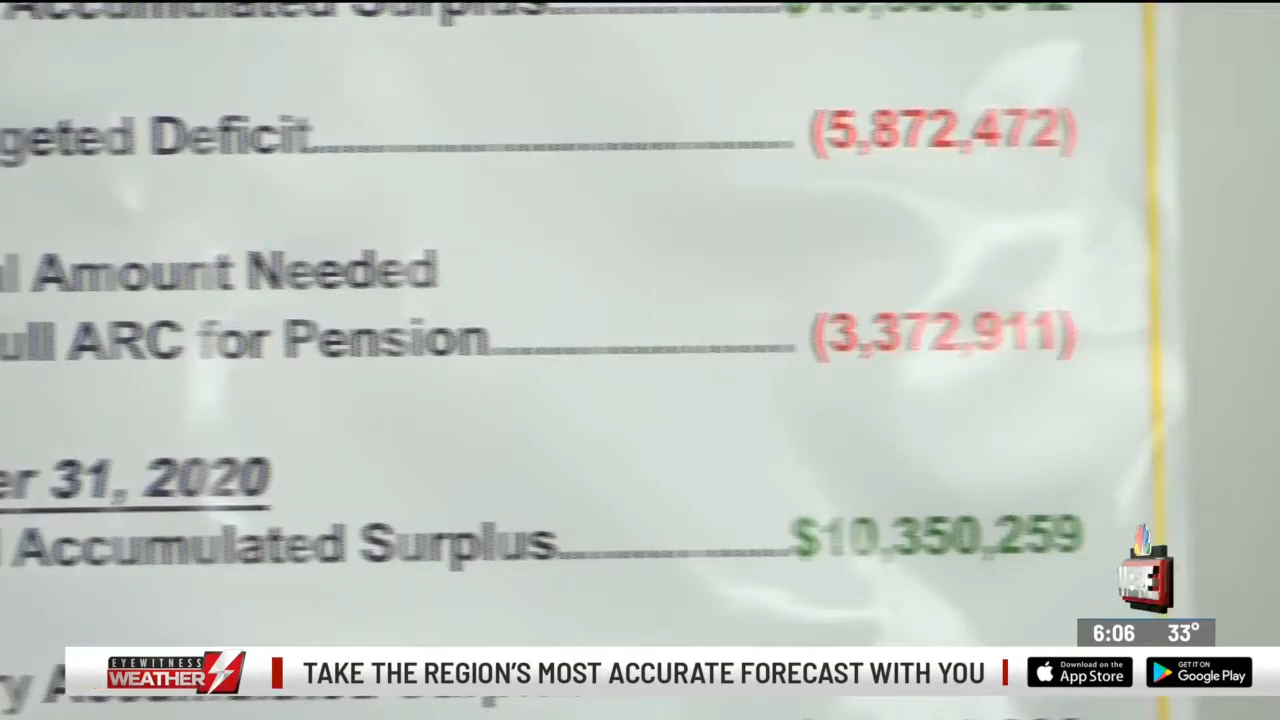 Accumulated Surplus
geted Deficit (5,872,472)
Amount Needed
ull ARC for Pension (3,372,911)
er 31, 2020
Accumulated Surplus $10,350,259
6:06 33°
EYEWITNESS
WEATHER
TAKE THE REGION'S MOST ACCURATE FORECAST WITH YOU
Download on the
App Store
GET IT ON
Google Play